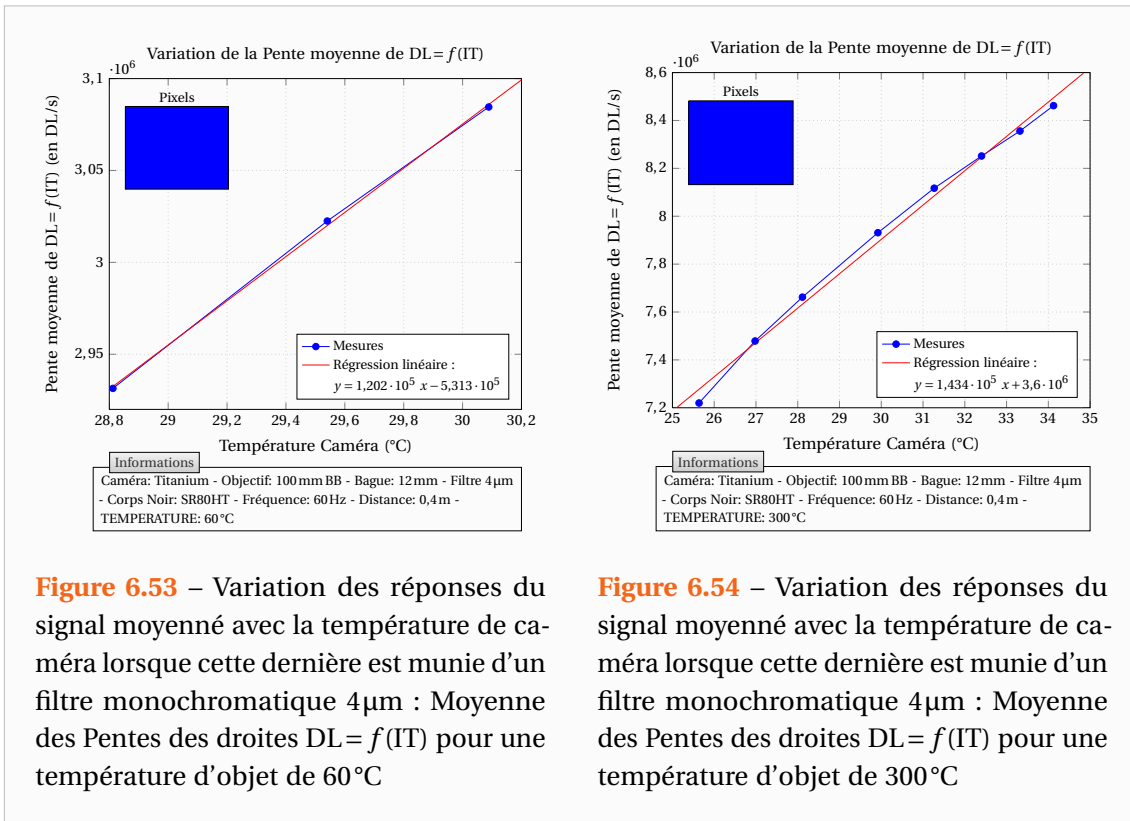 Variation de la Pente moyenne de DL = f(IT)
·10⁶
3,1
3,05
3
2,95
Pente moyenne de DL = f(IT) (en DL/s)
Pixels
Mesures
Régression linéaire :
y = 1,202·10⁵ x − 5,313·10⁵
28,8 29 29,2 29,4 29,6 29,8 30 30,2
Température Caméra (°C)
Informations
Caméra: Titanium - Objectif: 100 mm BB - Bague: 12 mm - Filtre 4 µm
- Corps Noir: SR80HT - Fréquence: 60 Hz - Distance: 0,4 m -
TEMPERATURE: 60 °C
Figure 6.53 – Variation des réponses du
signal moyenné avec la température de ca-
méra lorsque cette dernière est munie d'un
filtre monochromatique 4 µm : Moyenne
des Pentes des droites DL = f(IT) pour une
température d'objet de 60 °C
Variation de la Pente moyenne de DL = f(IT)
·10⁶
8,6
8,4
8,2
8
7,8
7,6
7,4
7,2
Pente moyenne de DL = f(IT) (en DL/s)
Pixels
Mesures
Régression linéaire :
y = 1,434·10⁵ x + 3,6·10⁶
25 26 27 28 29 30 31 32 33 34 35
Température Caméra (°C)
Informations
Caméra: Titanium - Objectif: 100 mm BB - Bague: 12 mm - Filtre 4 µm
- Corps Noir: SR80HT - Fréquence: 60 Hz - Distance: 0,4 m -
TEMPERATURE: 300 °C
Figure 6.54 – Variation des réponses du
signal moyenné avec la température de ca-
méra lorsque cette dernière est munie d'un
filtre monochromatique 4 µm : Moyenne
des Pentes des droites DL = f(IT) pour une
température d'objet de 300 °C